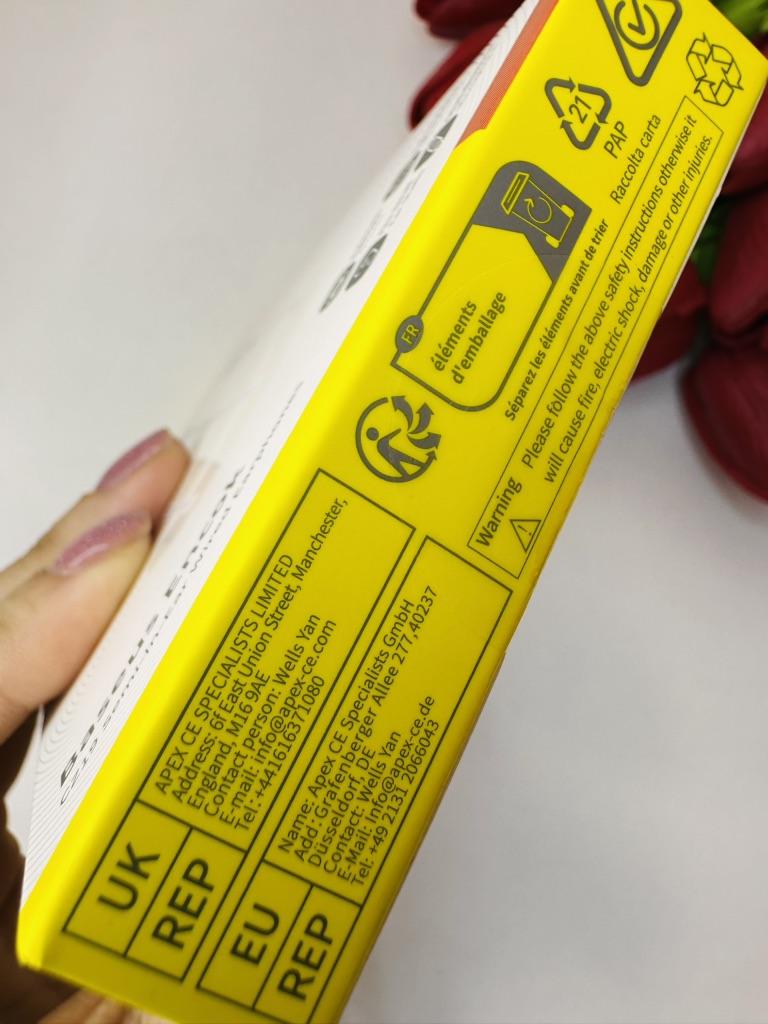 21
PAP
Raccolta carta
FR
éléments
d'emballage
Séparez les éléments avant de trier
Warning
Please follow the above safety instructions otherwise it
will cause fire, electric shock, damage or other injuries.
UK
REP
APEX CE SPECIALISTS LIMITED
Address: 6f East Union Street, Manchester,
England, M16 9AE
Contact person: Wells Yan
E-mail: info@apex-ce.com
Tel:+441616371080
EU
REP
Name: Apex CE Specialists GmbH
Add: Grafenberger Allee 277,40237
Düsseldorf, DE
Contact: Wells Yan
E-Mail: Info@apex-ce.de
Tel: +49 2131 2066043
Baseus Encok